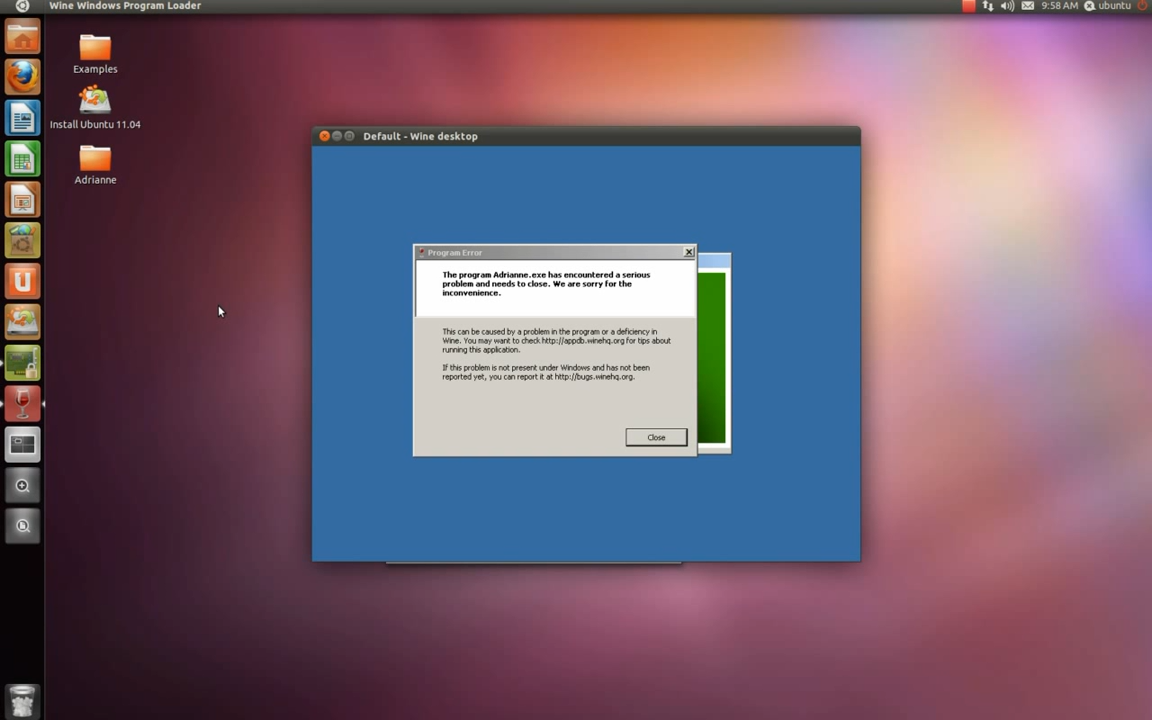 Wine Windows Program Loader
9:58 AM
ubuntu
Examples
Install Ubuntu 11.04
Adrianne
Default - Wine desktop
Program Error
The program Adrianne.exe has encountered a serious
problem and needs to close. We are sorry for the
inconvenience.
This can be caused by a problem in the program or a deficiency in
Wine. You may want to check http://appdb.winehq.org for tips about
running this application.
If this problem is not present under Windows and has not been
reported yet, you can report it at http://bugs.winehq.org.
Close